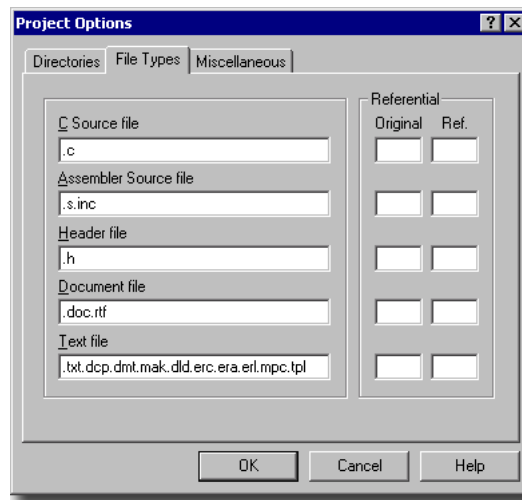 Project Options
Directories File Types Miscellaneous
Referential
C Source file Original Ref.
.c
Assembler Source file
.s.inc
Header file
.h
Document file
.doc.rtf
Text file
.txt.dcp.dmt.mak.dld.erc.era.erl.mpc.tpl
OK Cancel Help